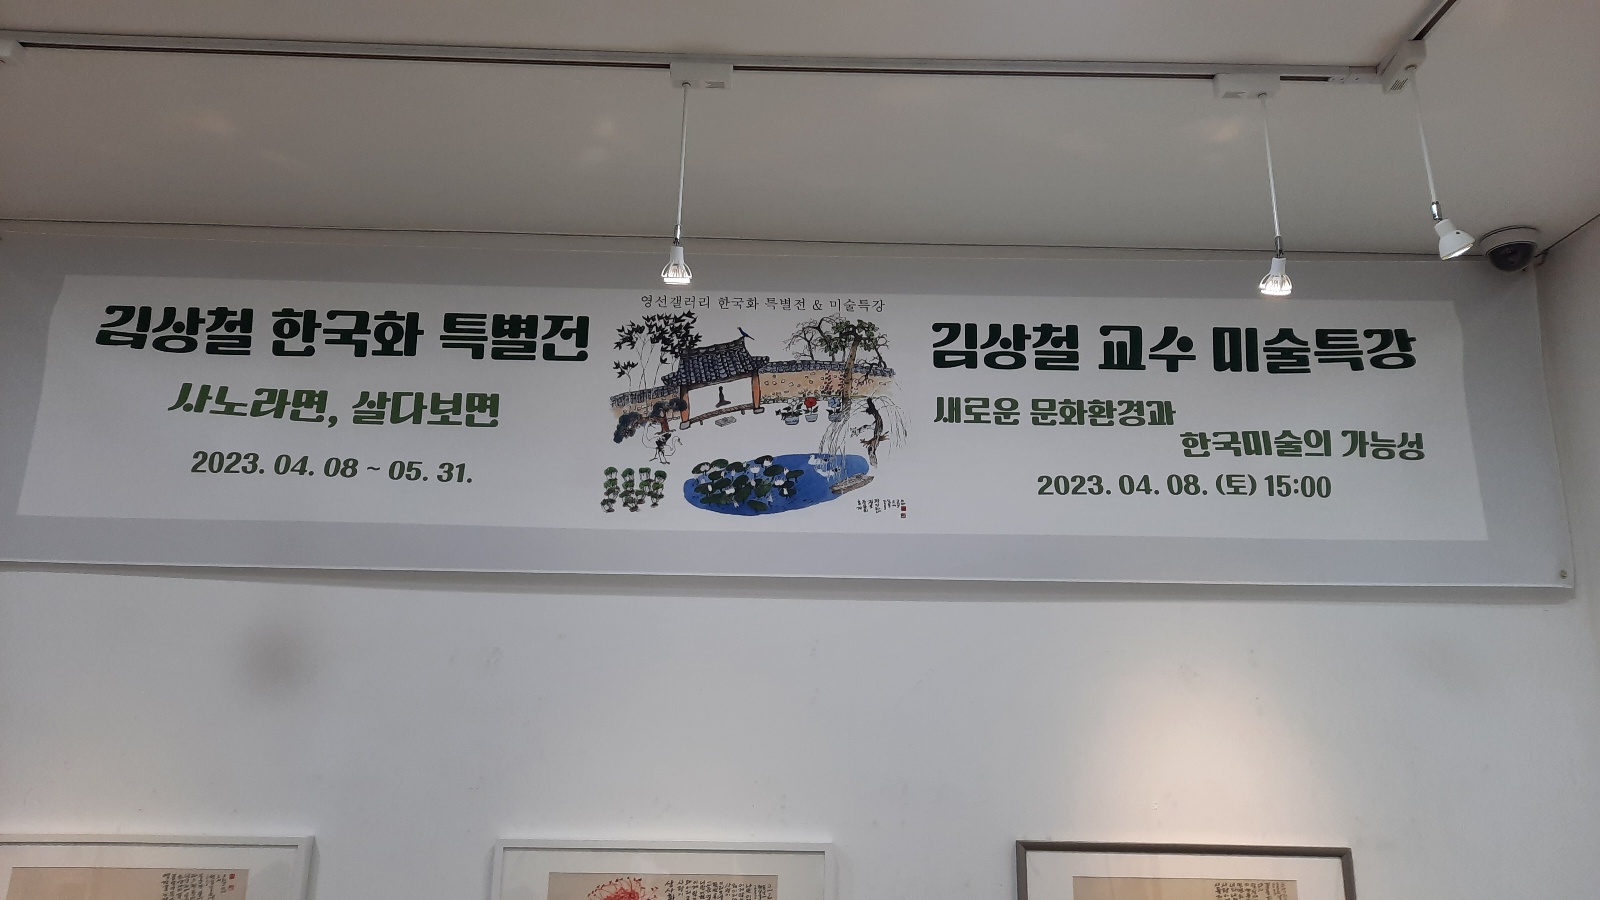 영선갤러리 한국화 특별전 & 미술특강
김상철 한국화 특별전
사노라면, 살다보면
2023. 04. 08 ~ 05. 31.
김상철 교수 미술특강
새로운 문화환경과
한국미술의 가능성
2023. 04. 08. (토) 15:00